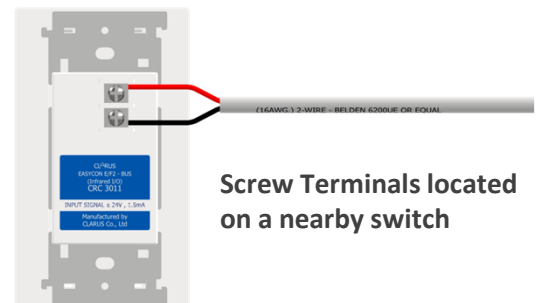 (16AWG.) 2-WIRE - BELDEN 6200UE OR EQUAL
CLARUS
EASYCON E/F2 - BUS
(Infrared I/O)
CRC 3011
INPUT SIGNAL ± 24V , 1.5mA
Manufactured by
CLARUS Co., Ltd
Screw Terminals located
on a nearby switch